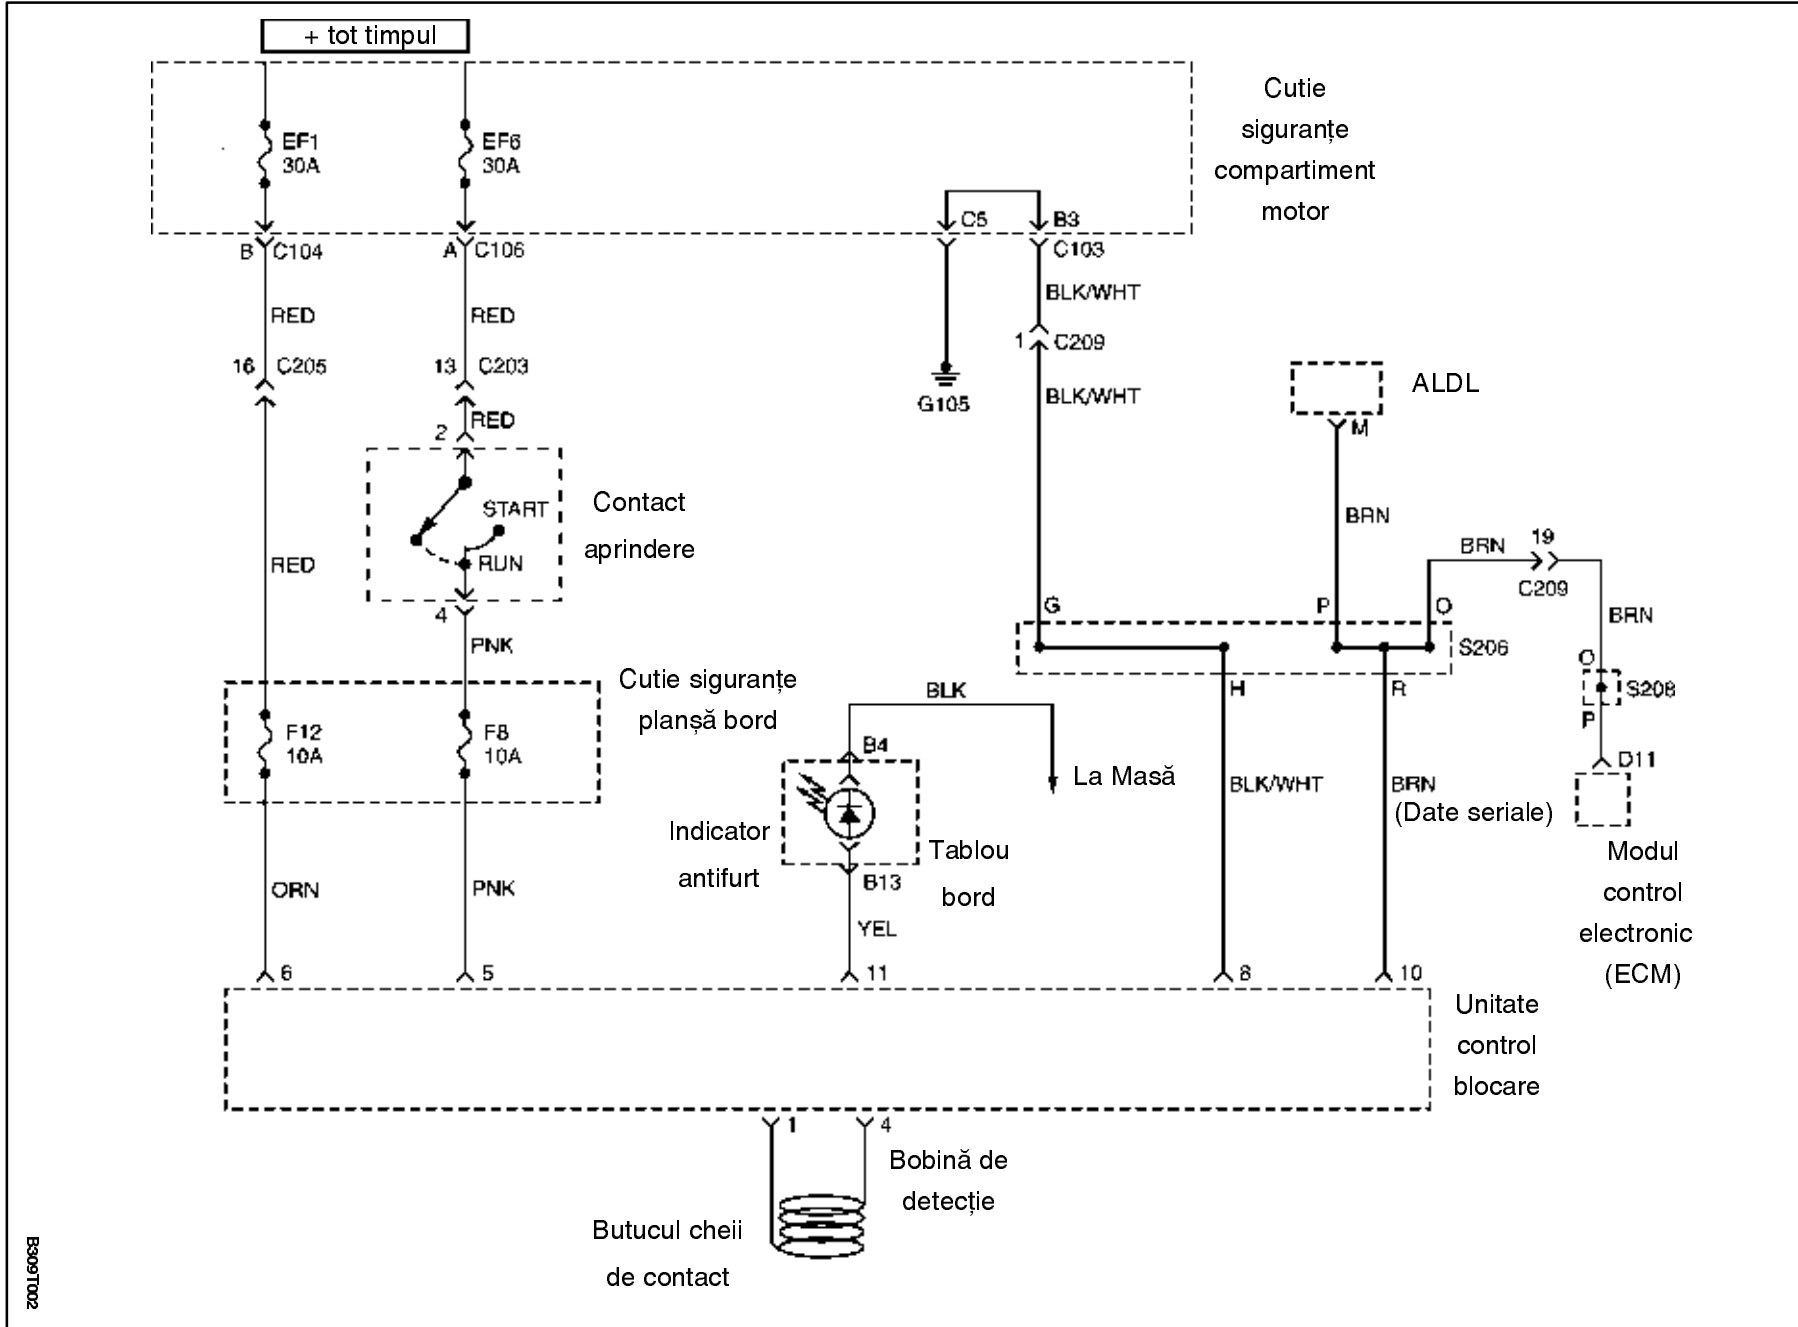 + tot timpul
Cutie
siguranțe
compartiment
motor
EF1
30A
EF6
30A
C5
B3
B
C104
A
C106
C103
RED
RED
BLK/WHT
16
C205
13
C203
1
C209
G105
BLK/WHT
ALDL
M
RED
2
START
RUN
Contact
aprindere
4
RED
PNK
BRN
BRN
19
C209
BRN
G
P
O
S206
H
R
O
S208
P
D11
Cutie siguranțe
planșă bord
F12
10A
F8
10A
BLK
B4
La Masă
Indicator
antifurt
Tablou
bord
B13
BLK/WHT
BRN
(Date seriale)
Modul
control
electronic
(ECM)
ORN
PNK
YEL
6
5
11
8
10
Unitate
control
blocare
1
4
Bobină de
detecție
Butucul cheii
de contact
B309T002